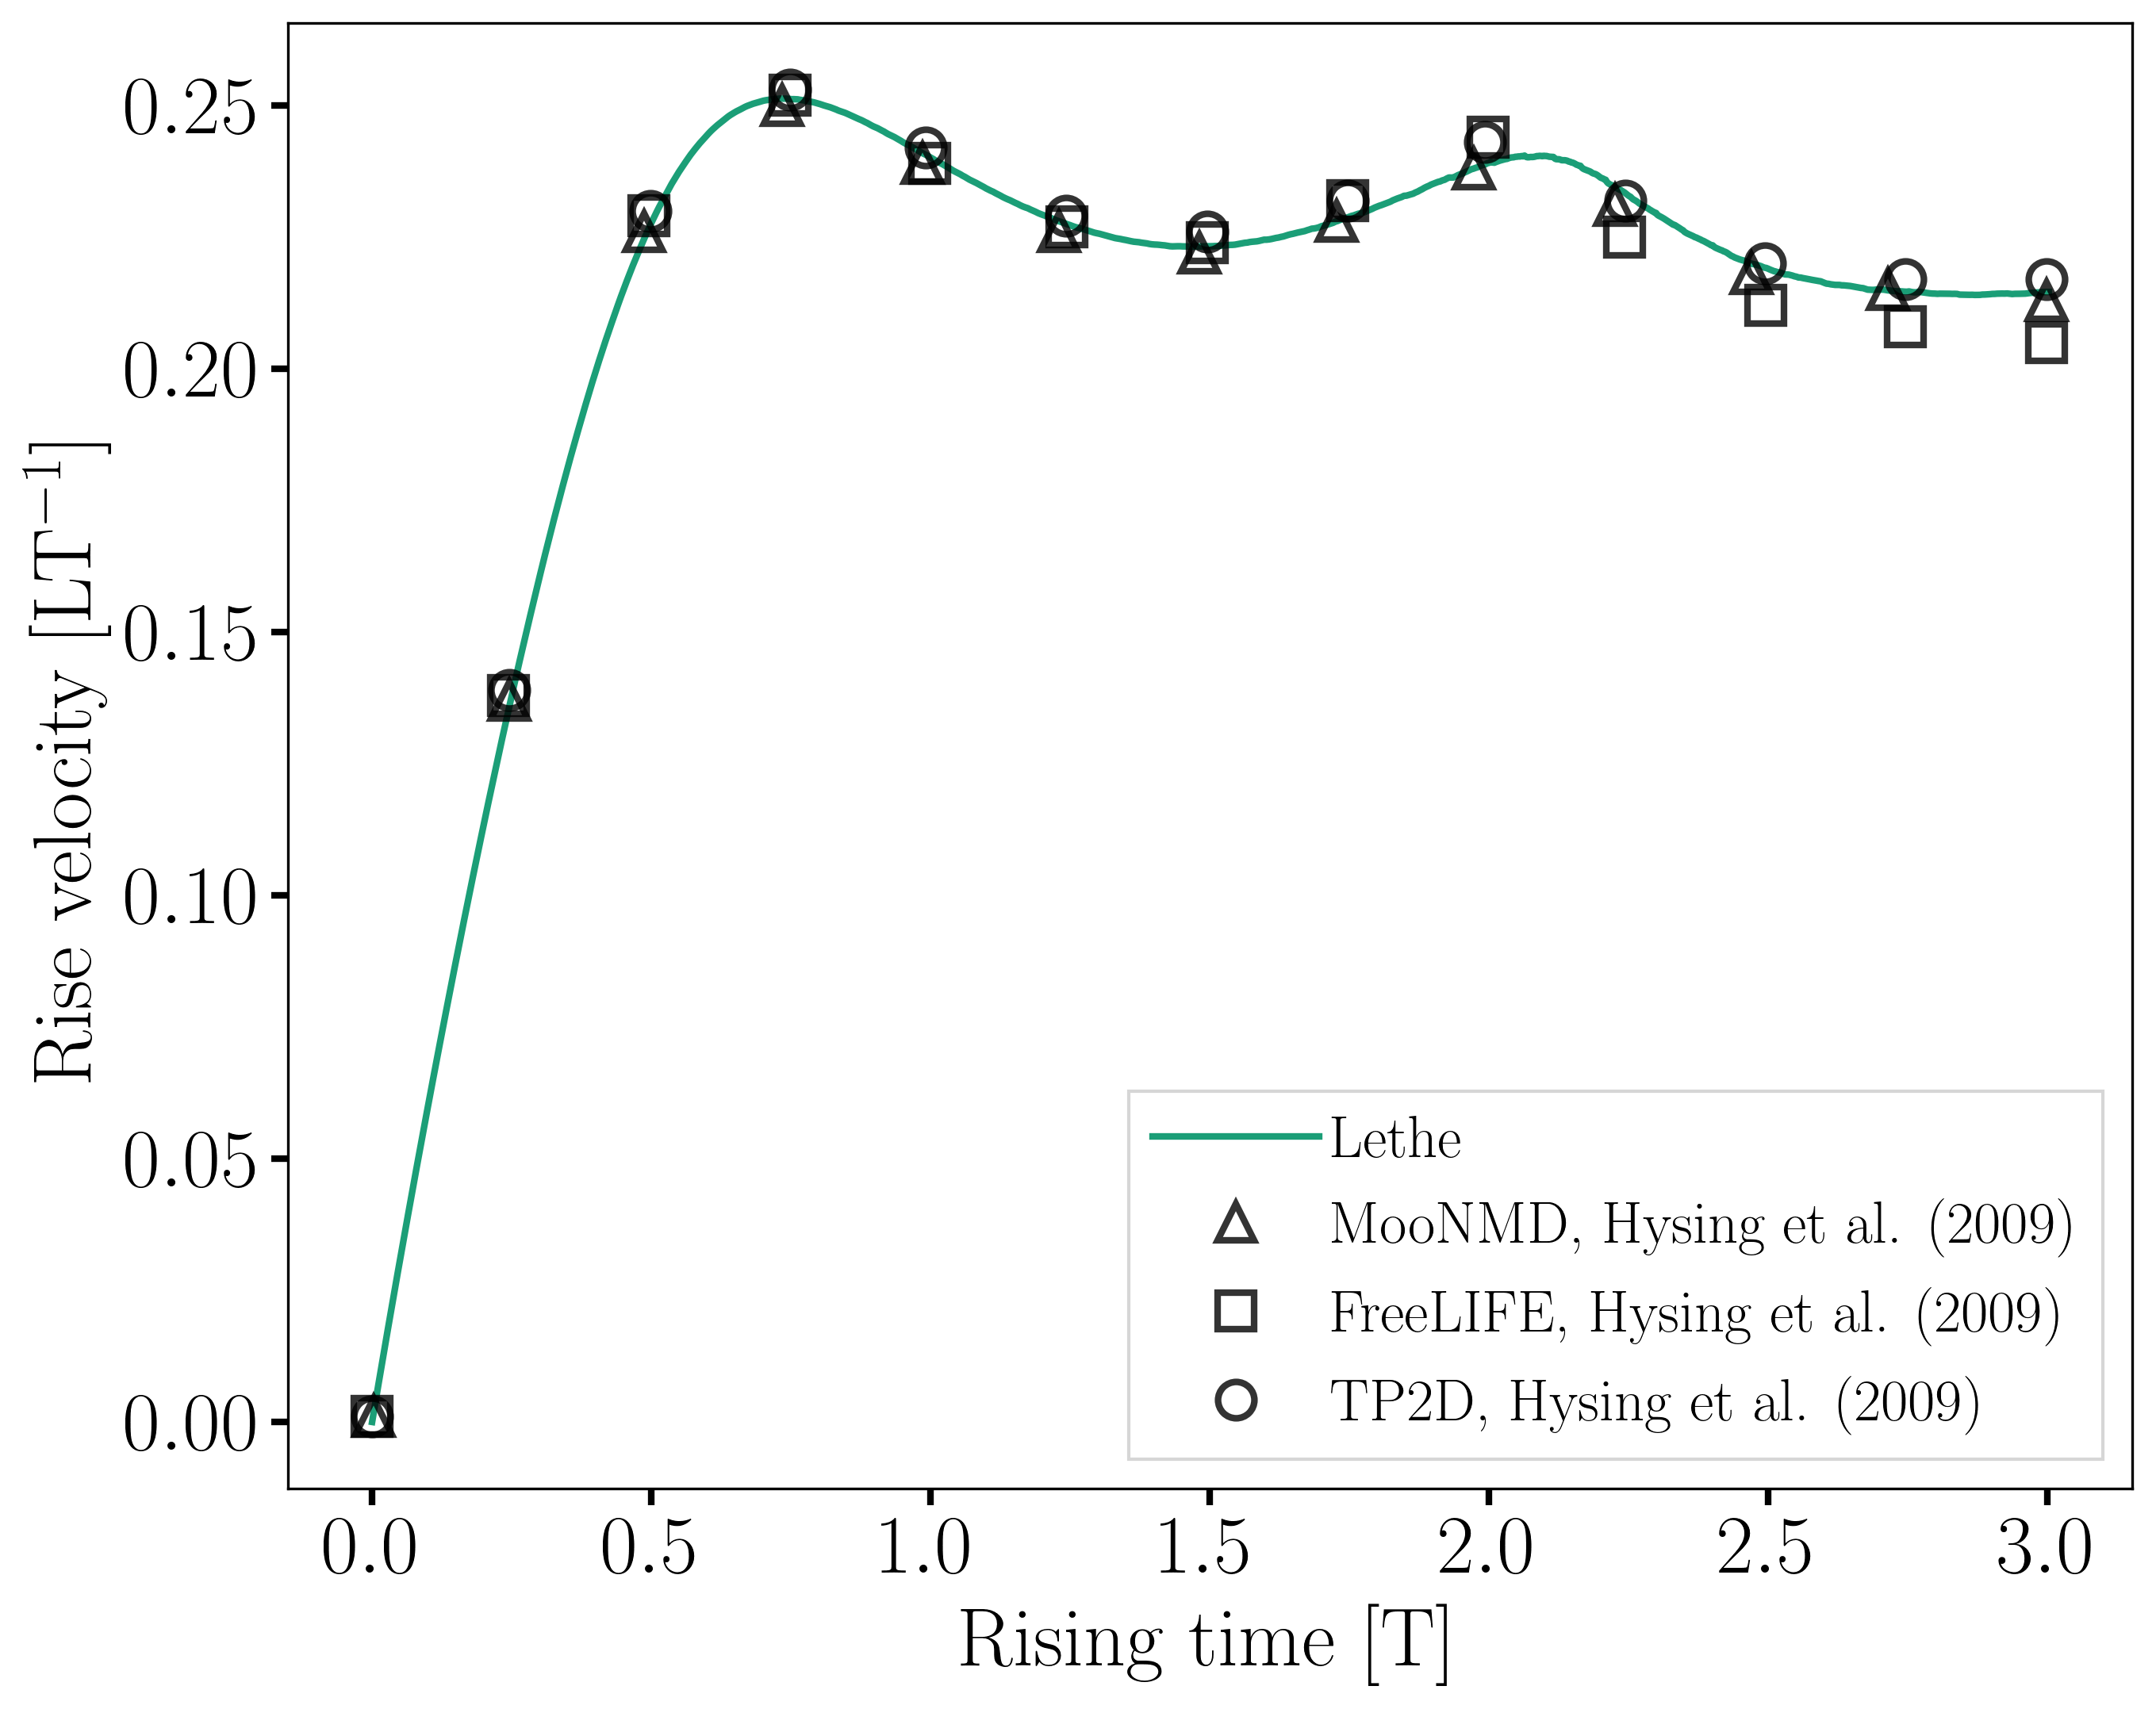 0.25
0.20
0.15
0.10
0.05
0.00
Rise velocity [LT⁻¹]
Lethe
MooNMD, Hysing et al. (2009)
FreeLIFE, Hysing et al. (2009)
TP2D, Hysing et al. (2009)
0.0 0.5 1.0 1.5 2.0 2.5 3.0
Rising time [T]